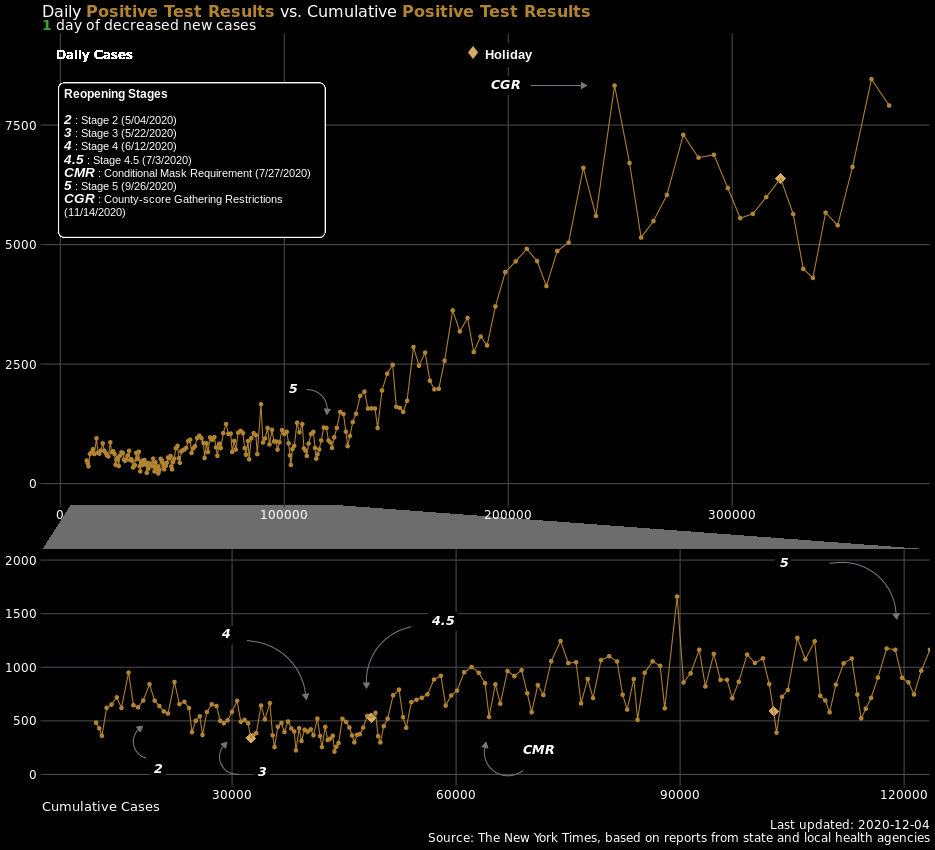 Daily Positive Test Results vs. Cumulative Positive Test Results
1 day of decreased new cases
Daily Cases
Holiday
CGR
Reopening Stages
2 : Stage 2 (5/04/2020)
3 : Stage 3 (5/22/2020)
4 : Stage 4 (6/12/2020)
4.5 : Stage 4.5 (7/3/2020)
CMR : Conditional Mask Requirement (7/27/2020)
5 : Stage 5 (9/26/2020)
CGR : County-score Gathering Restrictions
(11/14/2020)
7500
5000
2500
5
0
0 100000 200000 300000
2000
5
1500
4.5
4
1000
500
CMR
2
3
0
30000 60000 90000 120000
Cumulative Cases
Last updated: 2020-12-04
Source: The New York Times, based on reports from state and local health agencies